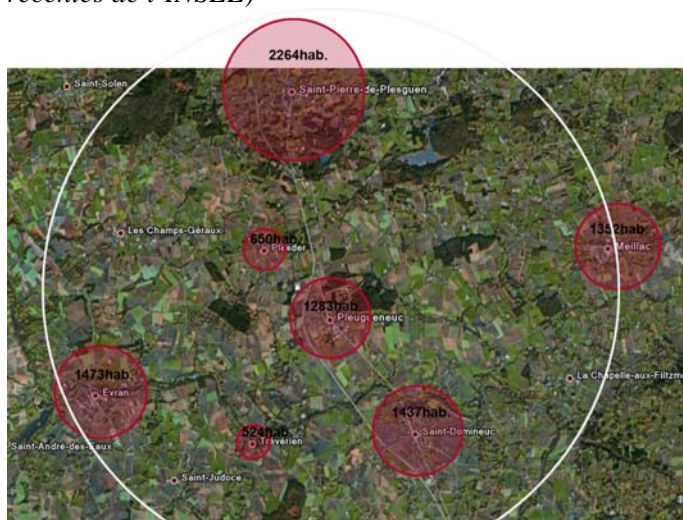 récentes de l'INSEE)
2264hab.
Saint-Solen
Saint-Pierre-de-Plesguen
Les Champs-Géraux
650hab.
Plesder
1352hab.
Meillac
1283hab.
Pleugueneuc
1473hab.
Evran
La Chapelle-aux-Filtzm
1437hab.
524hab.
Saint-Domineuc
Trévérien
Saint-André-des-Eaux
Saint-Judoce